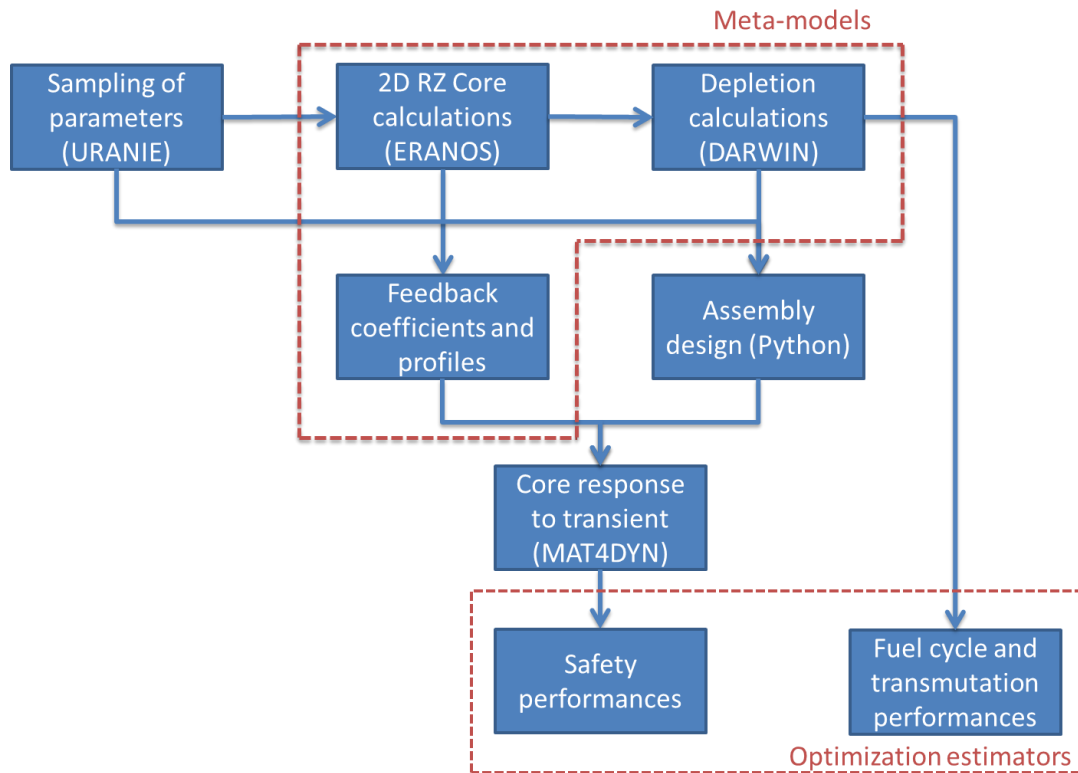 Meta-models
Sampling of
parameters
(URANIE)
2D RZ Core
calculations
(ERANOS)
Depletion
calculations
(DARWIN)
Feedback
coefficients and
profiles
Assembly
design (Python)
Core response
to transient
(MAT4DYN)
Safety
performances
Fuel cycle and
transmutation
performances
Optimization estimators